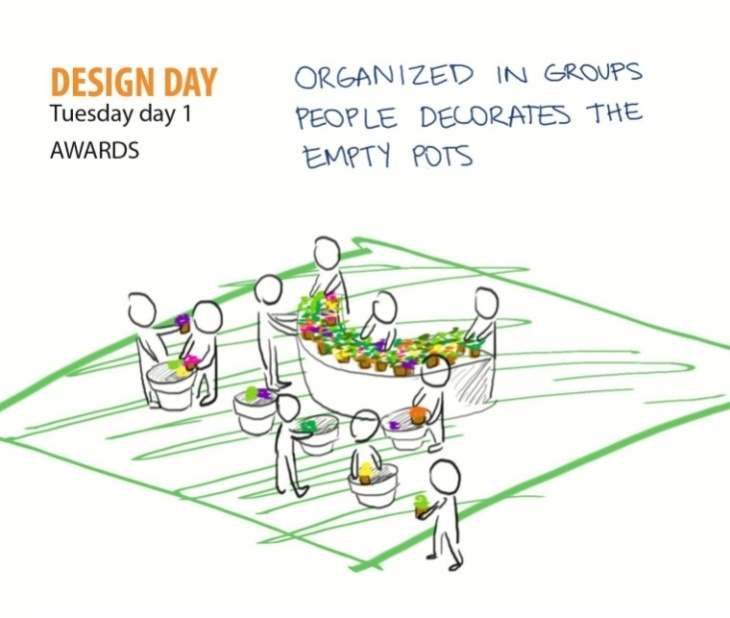 DESIGN DAY
Tuesday day 1
AWARDS
ORGANIZED IN GROUPS
PEOPLE DECORATES THE
EMPTY POTS